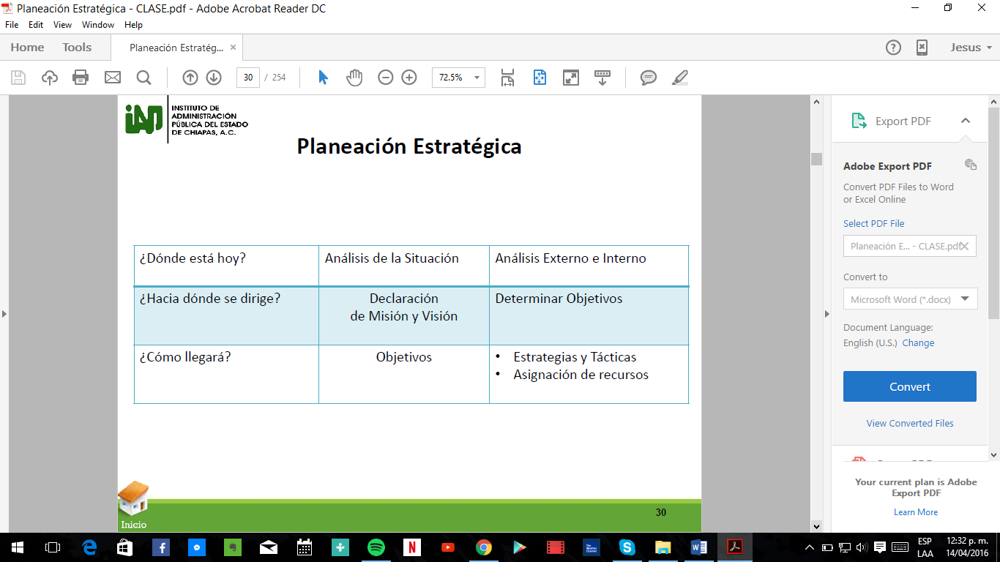 Planeación Estratégica - CLASE.pdf - Adobe Acrobat Reader DC
File Edit View Window Help
Home Tools Planeación Estratég... × Jesus
30 / 254 72.5%
INSTITUTO DE
ADMINISTRACIÓN
PÚBLICA DEL ESTADO
DE CHIAPAS, A.C.
Planeación Estratégica
¿Dónde está hoy? Análisis de la Situación Análisis Externo e Interno
¿Hacia dónde se dirige? Declaración de Misión y Visión Determinar Objetivos
¿Cómo llegará? Objetivos • Estrategias y Tácticas
• Asignación de recursos
Inicio
30
Export PDF
Adobe Export PDF
Convert PDF Files to Word
or Excel Online
Select PDF File
Planeación E... - CLASE.pdf
Convert to
Microsoft Word (*.docx)
Document Language:
English (U.S.) Change
Convert
View Converted Files
Your current plan is Adobe
Export PDF
Learn More
ESP
LAA
12:32 p. m.
14/04/2016